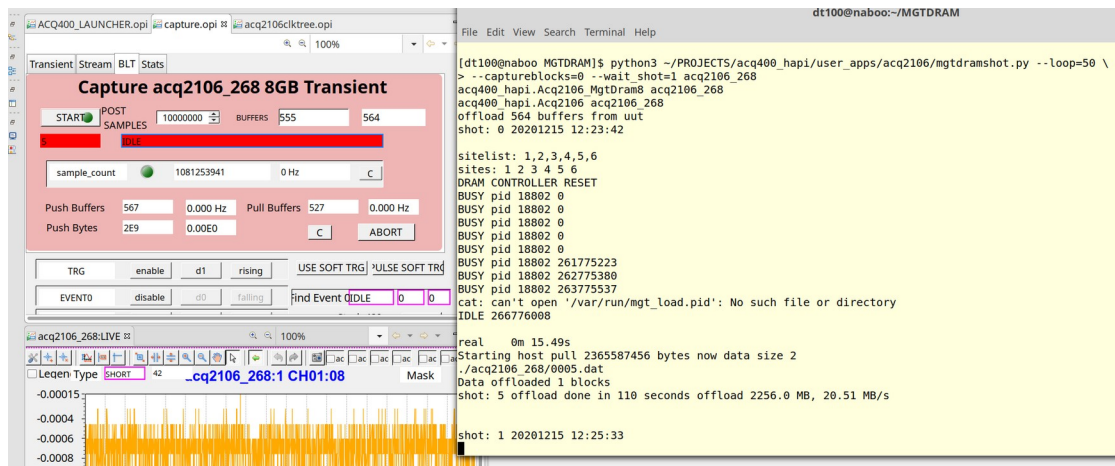 ACQ400_LAUNCHER.opi capture.opi acq2106clktree.opi
100%
Transient Stream BLT Stats
Capture acq2106_268 8GB Transient
START POST SAMPLES 10000000 BUFFERS 555 564
5 IDLE
sample_count 1081253941 0 Hz C
Push Buffers 567 0.000 Hz Pull Buffers 527 0.000 Hz
Push Bytes 2E9 0.00E0 C ABORT
TRG enable d1 rising USE SOFT TRG PULSE SOFT TRG
EVENT0 disable d0 falling Find Event 0 IDLE 0 0
acq2106_268:LIVE 100%
ac ac ac ac ac
Legen Type SHORT 42 acq2106_268:1 CH01:08 Mask
-0.00015
-0.0004
-0.0006
-0.0008
dt100@naboo:~/MGTDRAM
File Edit View Search Terminal Help
[dt100@naboo MGTDRAM]$ python3 ~/PROJECTS/acq400_hapi/user_apps/acq2106/mgtdramshot.py --loop=50 \
> --captureblocks=0 --wait_shot=1 acq2106_268
acq400_hapi.Acq2106_MgtDram8 acq2106_268
acq400_hapi.Acq2106 acq2106_268
offload 564 buffers from uut
shot: 0 20201215 12:23:42
sitelist: 1,2,3,4,5,6
sites: 1 2 3 4 5 6
DRAM CONTROLLER RESET
BUSY pid 18802 0
BUSY pid 18802 0
BUSY pid 18802 0
BUSY pid 18802 0
BUSY pid 18802 0
BUSY pid 18802 261775223
BUSY pid 18802 262775380
BUSY pid 18802 263775537
cat: can't open '/var/run/mgt_load.pid': No such file or directory
IDLE 266776008
real 0m 15.49s
Starting host pull 2365587456 bytes now data size 2
./acq2106_268/0005.dat
Data offloaded 1 blocks
shot: 5 offload done in 110 seconds offload 2256.0 MB, 20.51 MB/s
shot: 1 20201215 12:25:33